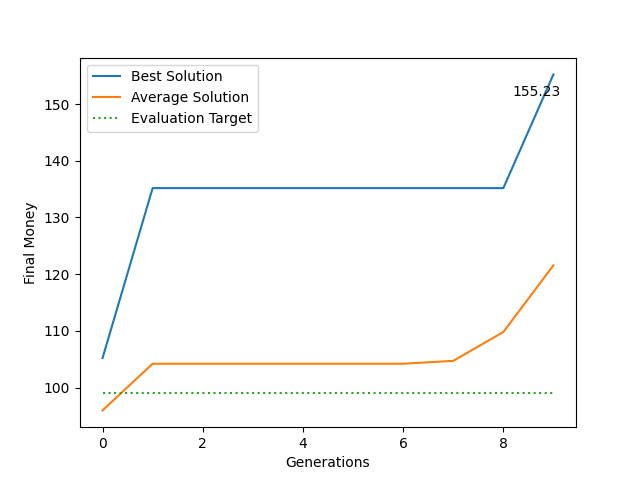 Best Solution
Average Solution
Evaluation Target
155.23
150
140
130
120
110
100
Final Money
0 2 4 6 8
Generations